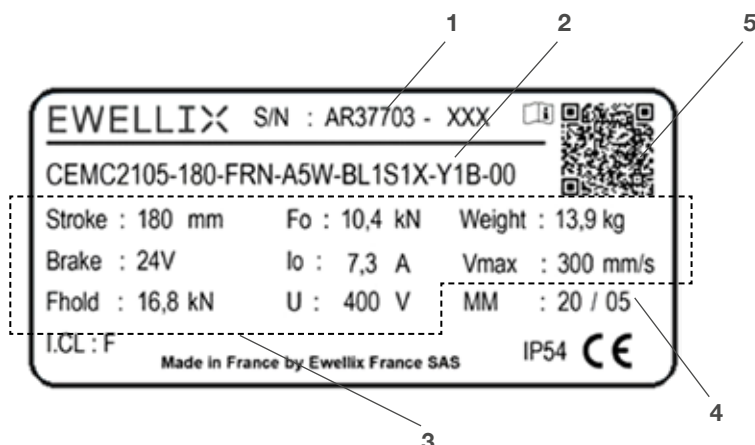 1 2 5
EWELLIX S/N : AR37703 - XXX
CEMC2105-180-FRN-A5W-BL1S1X-Y1B-00
Stroke : 180 mm Fo : 10,4 kN Weight : 13,9 kg
Brake : 24V Io : 7,3 A Vmax : 300 mm/s
Fhold : 16,8 kN U : 400 V MM : 20 / 05
I.CL : F
Made in France by Ewellix France SAS IP54 CE
3 4